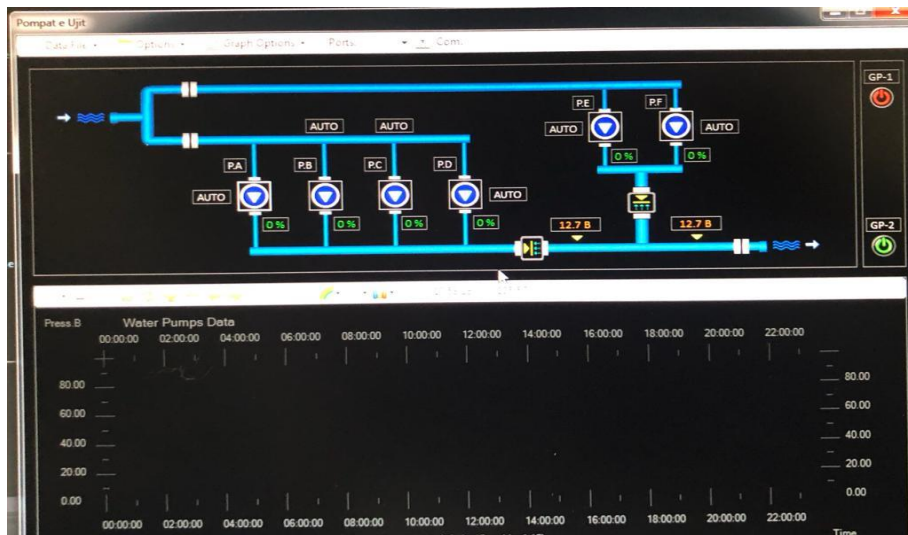 Pompat e Ujit
Data File Options Graph Options Ports Com.
GP-1
P.E P.F
AUTO AUTO AUTO AUTO
0 % 0 %
P.A P.B P.C P.D
AUTO AUTO
0 % 0 % 0 % 0 %
12.7 B 12.7 B
GP-2
Press.B Water Pumps Data
00:00:00 02:00:00 04:00:00 06:00:00 08:00:00 10:00:00 12:00:00 14:00:00 16:00:00 18:00:00 20:00:00 22:00:00
80.00 80.00
60.00 60.00
40.00 40.00
20.00 20.00
0.00 0.00
00:00:00 02:00:00 04:00:00 06:00:00 08:00:00 10:00:00 12:00:00 14:00:00 16:00:00 18:00:00 20:00:00 22:00:00
Time